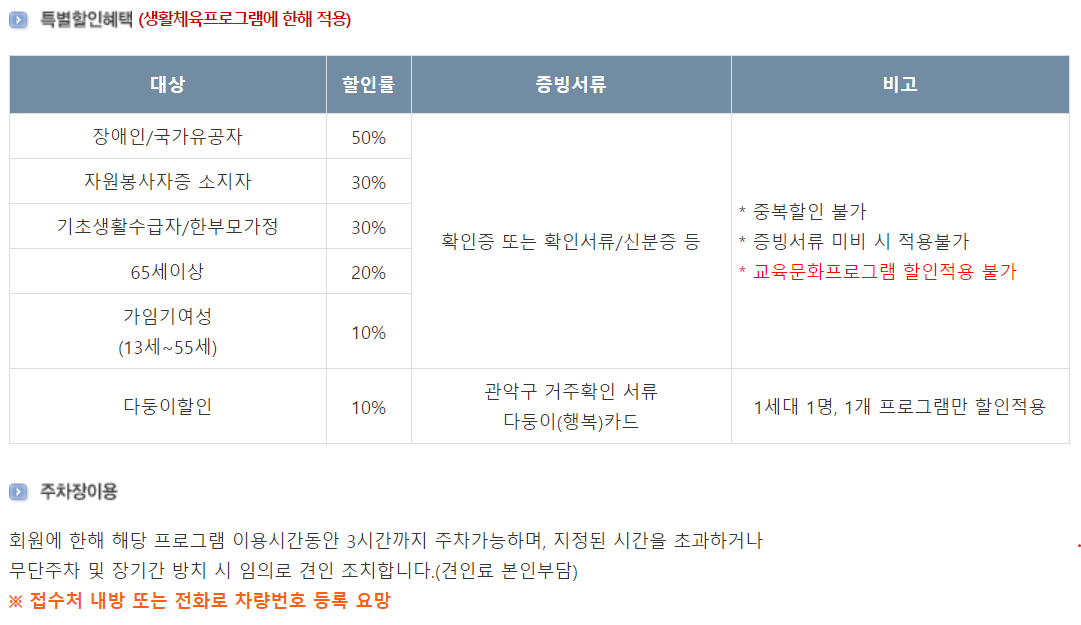 특별할인혜택 (생활체육프로그램에 한해 적용)
대상 할인률 증빙서류 비고
장애인/국가유공자 50%
자원봉사자증 소지자 30%
기초생활수급자/한부모가정 30%
65세이상 20%
가임기여성
(13세~55세) 10%
확인증 또는 확인서류/신분증 등
* 중복할인 불가
* 증빙서류 미비 시 적용불가
* 교육문화프로그램 할인적용 불가
다둥이할인 10%
관악구 거주확인 서류
다둥이(행복)카드
1세대 1명, 1개 프로그램만 할인적용
주차장이용
회원에 한해 해당 프로그램 이용시간동안 3시간까지 주차가능하며, 지정된 시간을 초과하거나
무단주차 및 장기간 방치 시 임의로 견인 조치합니다.(견인료 본인부담)
※ 접수처 내방 또는 전화로 차량번호 등록 요망